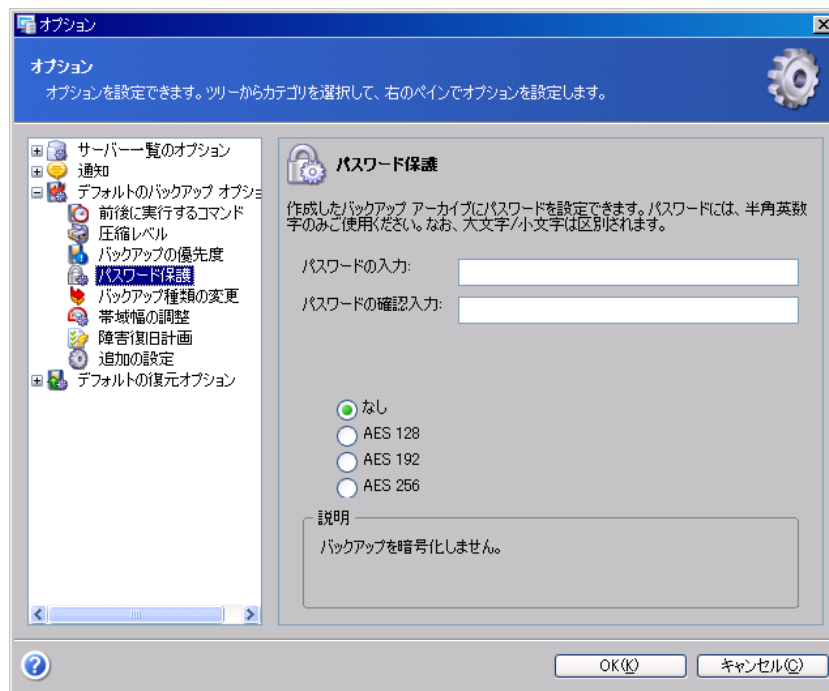 オプション
オプション
オプションを設定できます。ツリーからカテゴリを選択して、右のペインでオプションを設定します。
サーバー一覧のオプション
通知
デフォルトのバックアップ オプショ
前後に実行するコマンド
圧縮レベル
バックアップの優先度
パスワード保護
バックアップ種類の変更
帯域幅の調整
障害復旧計画
追加の設定
デフォルトの復元オプション
パスワード保護
作成したバックアップ アーカイブにパスワードを設定できます。パスワードには、半角英数
字のみご使用ください。なお、大文字/小文字は区別されます。
パスワードの入力:
パスワードの確認入力:
なし
AES 128
AES 192
AES 256
説明
バックアップを暗号化しません。
OK(K)
キャンセル(C)